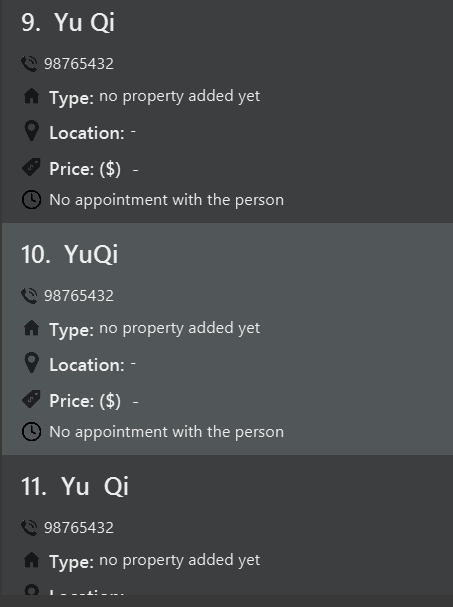 9. Yu Qi
98765432
Type: no property added yet
Location: -
Price: ($) -
No appointment with the person
10. YuQi
98765432
Type: no property added yet
Location: -
Price: ($) -
No appointment with the person
11. Yu  Qi
98765432
Type: no property added yet